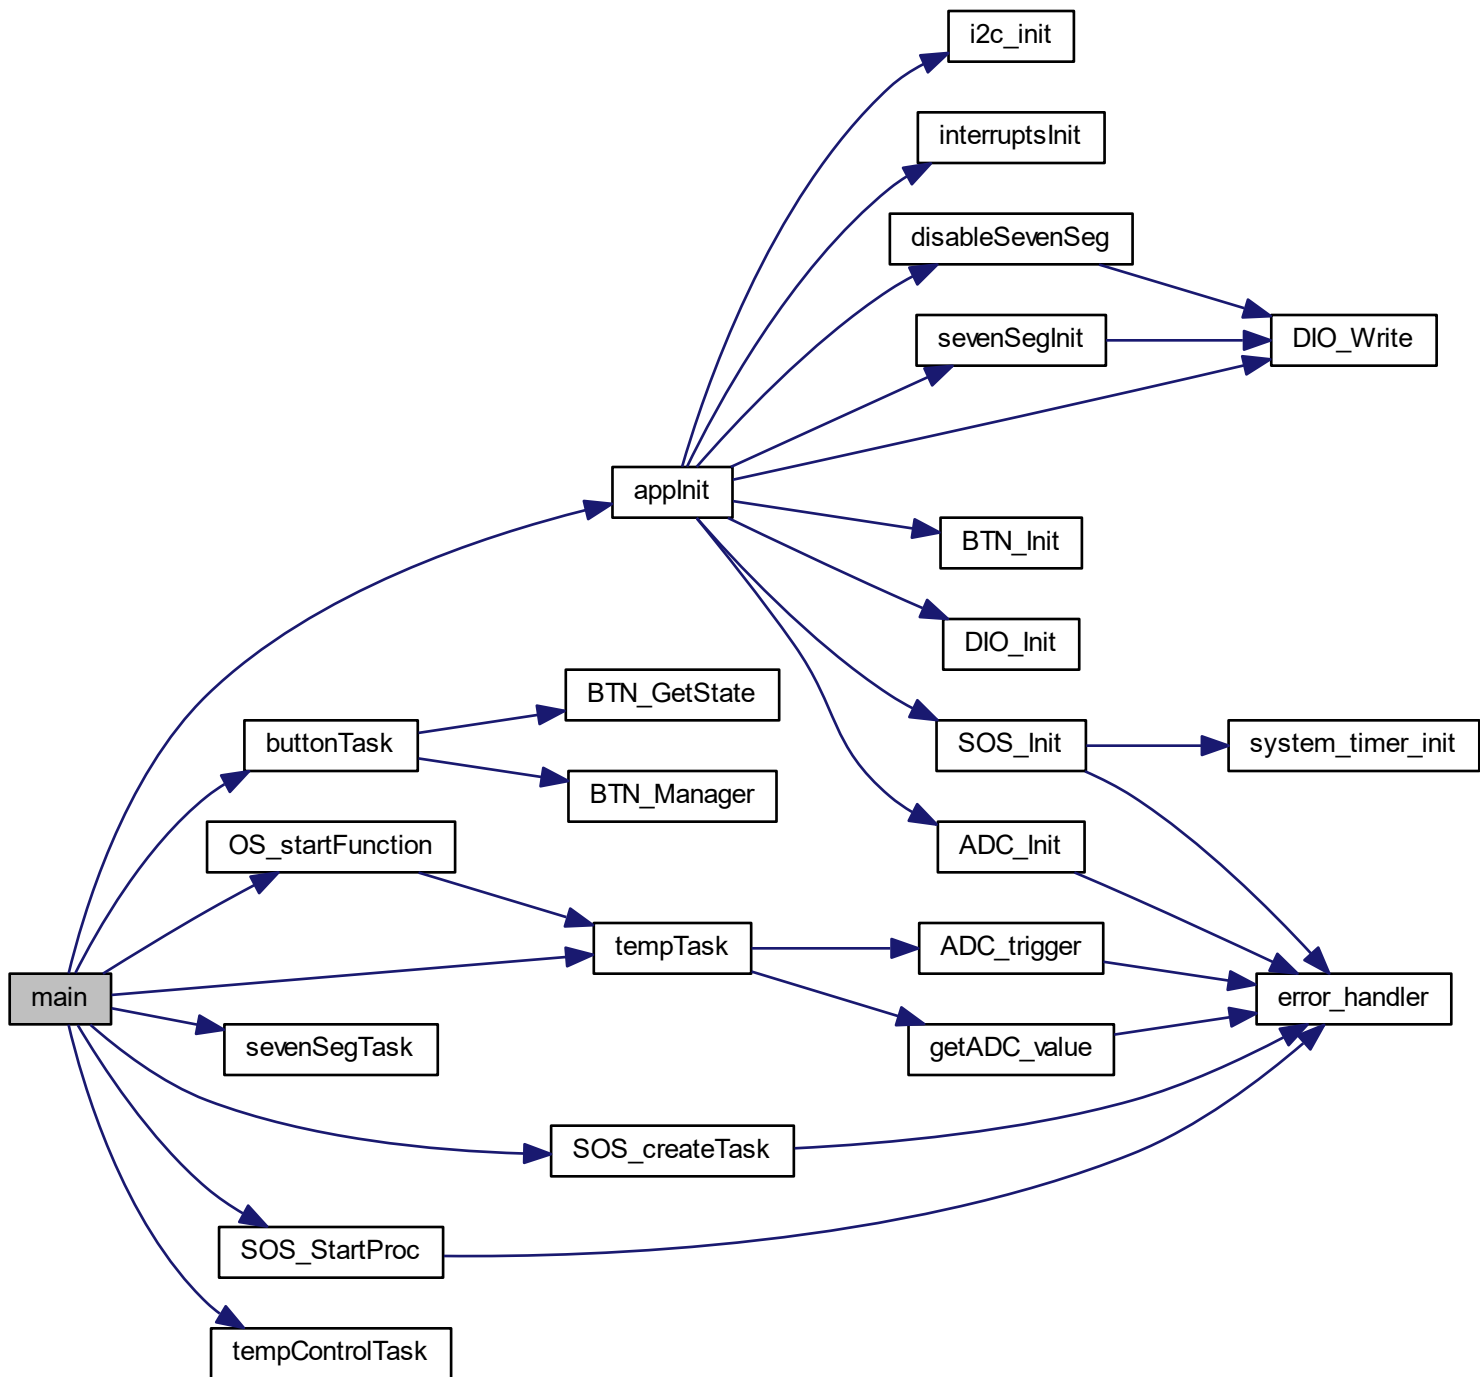 i2c_init
interruptsInit
disableSevenSeg
sevenSegInit
DIO_Write
appInit
BTN_Init
DIO_Init
BTN_GetState
buttonTask
SOS_Init
system_timer_init
BTN_Manager
OS_startFunction
ADC_Init
tempTask
ADC_trigger
main
error_handler
sevenSegTask
getADC_value
SOS_createTask
SOS_StartProc
tempControlTask